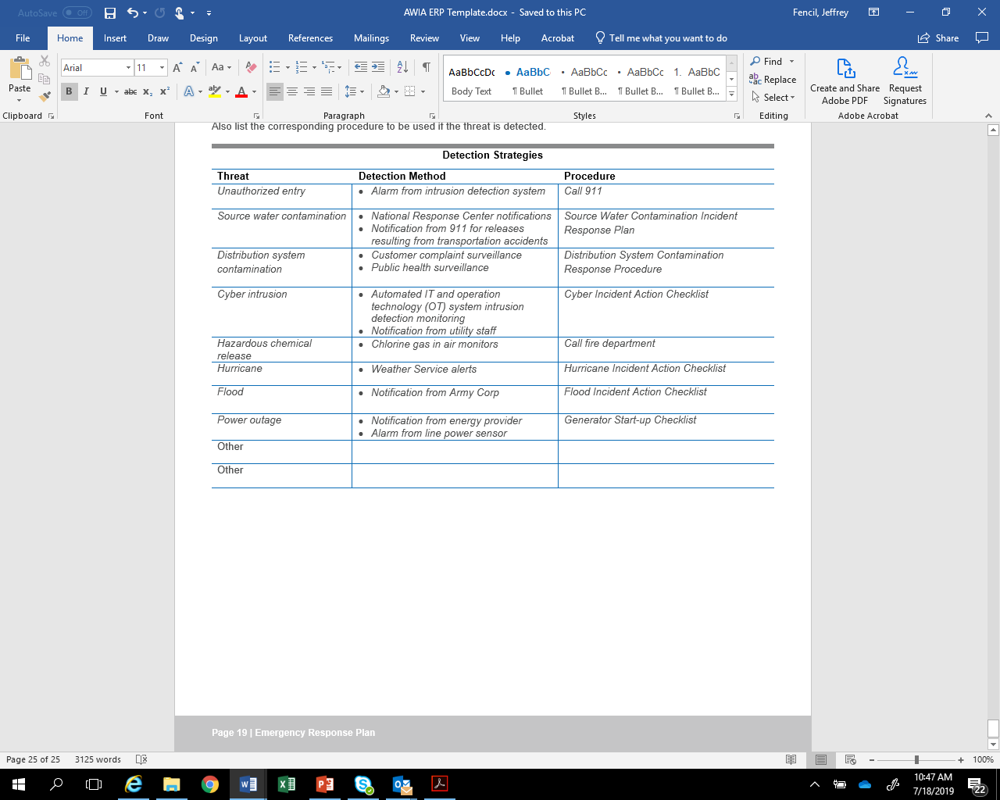 AutoSave Off
AWIA ERP Template.docx - Saved to this PC
Fencil, Jeffrey
File Home Insert Draw Design Layout References Mailings Review View Help Acrobat Tell me what you want to do Share
Paste
Clipboard
Arial 11
Aa
B I U abc x₂ x²
Font
Paragraph
AaBbCcDc AaBbC AaBbCc AaBbCc 1. AaBbC
Body Text ¶ Bullet ¶ Bullet B... ¶ Bullet B... ¶ Bullet B...
Styles
Find
Replace
Select
Editing
Create and Share
Adobe PDF
Request
Signatures
Adobe Acrobat
Also list the corresponding procedure to be used if the threat is detected.
Detection Strategies
Threat Detection Method Procedure
Unauthorized entry • Alarm from intrusion detection system Call 911
Source water contamination • National Response Center notifications Source Water Contamination Incident
• Notification from 911 for releases Response Plan
resulting from transportation accidents
Distribution system • Customer complaint surveillance Distribution System Contamination
contamination • Public health surveillance Response Procedure
Cyber intrusion • Automated IT and operation Cyber Incident Action Checklist
technology (OT) system intrusion
detection monitoring
• Notification from utility staff
Hazardous chemical • Chlorine gas in air monitors Call fire department
release
Hurricane • Weather Service alerts Hurricane Incident Action Checklist
Flood • Notification from Army Corp Flood Incident Action Checklist
Power outage • Notification from energy provider Generator Start-up Checklist
• Alarm from line power sensor
Other
Other
Page 19 | Emergency Response Plan
Page 25 of 25 3125 words 100%
10:47 AM
7/18/2019
22